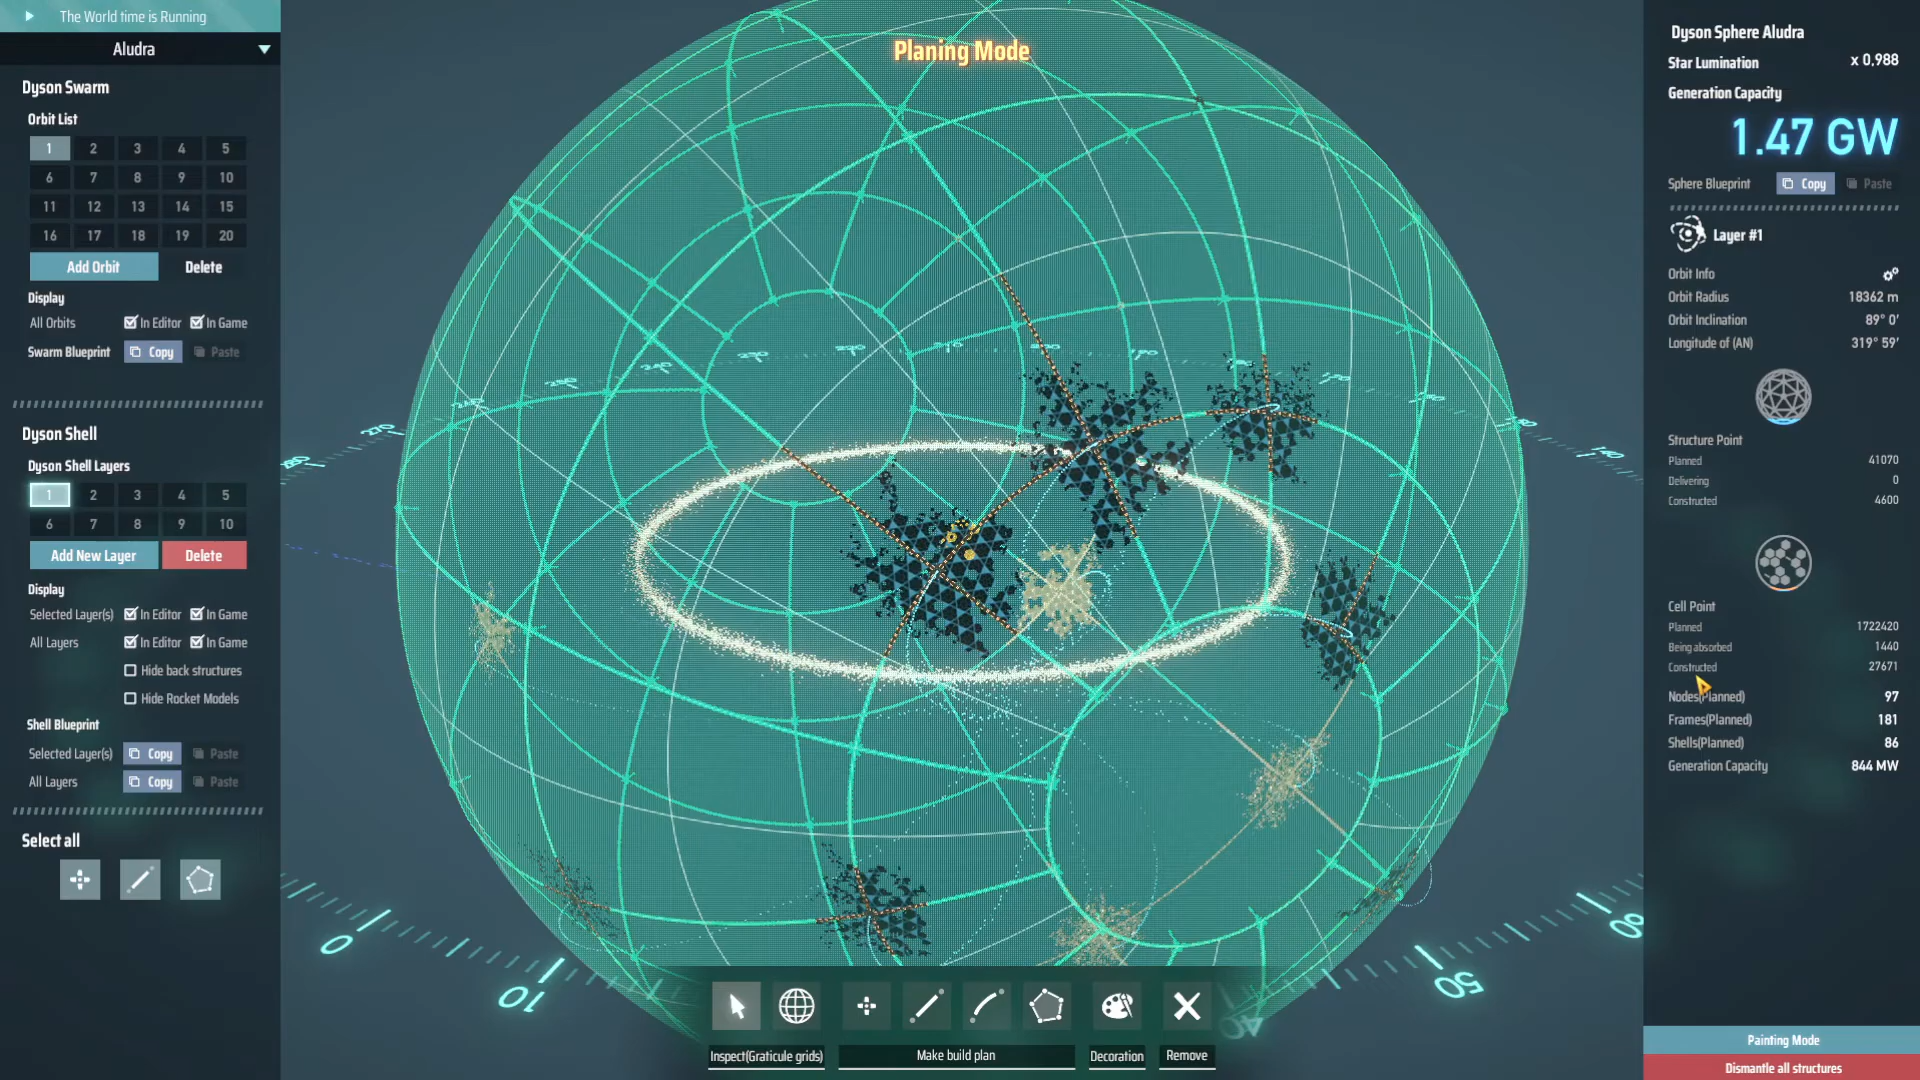 The World time is Running
Aludra
Dyson Swarm
Orbit List
1 2 3 4 5
6 7 8 9 10
11 12 13 14 15
16 17 18 19 20
Add Orbit Delete
Display
All Orbits In Editor In Game
Swarm Blueprint Copy Paste
Dyson Shell
Dyson Shell Layers
1 2 3 4 5
6 7 8 9 10
Add New Layer Delete
Display
Selected Layer(s) In Editor In Game
All Layers In Editor In Game
Hide back structures
Hide Rocket Models
Shell Blueprint
Selected Layer(s) Copy Paste
All Layers Copy Paste
Select all
Planing Mode
0
10
50
Inspect(Graticule grids)
Make build plan
Decoration
Remove
Dyson Sphere Aludra
Star Lumination x 0.988
Generation Capacity
1.47 GW
Sphere Blueprint Copy Paste
Layer #1
Orbit Info
Orbit Radius 18362 m
Orbit Inclination 89° 0′
Longitude of (AN) 319° 59′
Structure Point
Planned 41070
Delivering 0
Constructed 4600
Cell Point
Planned 1722420
Being absorbed 1440
Constructed 27671
Nodes(Planned) 97
Frames(Planned) 181
Shells(Planned) 86
Generation Capacity 844 MW
Painting Mode
Dismantle all structures